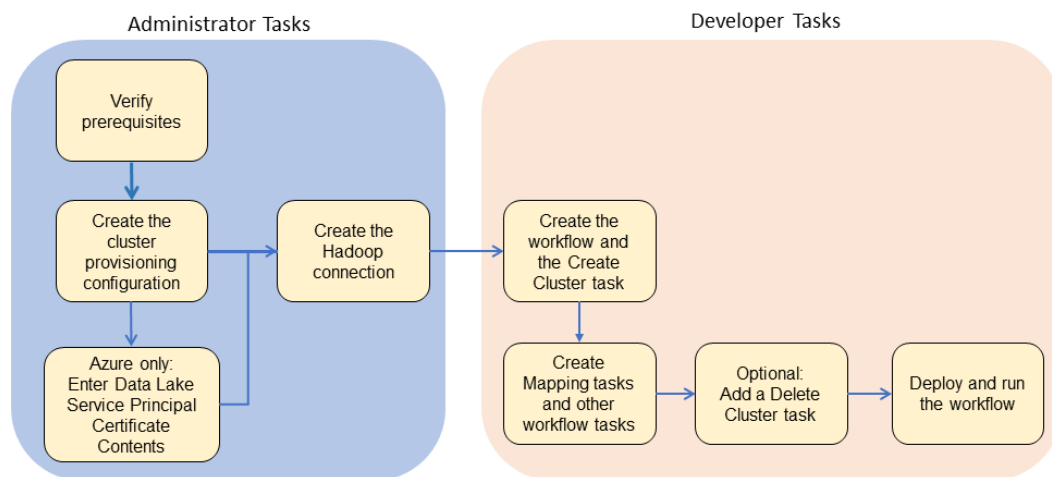 Administrator Tasks
Developer Tasks
Verify
prerequisites
Create the
cluster
provisioning
configuration
Create the
Hadoop
connection
Azure only:
Enter Data Lake
Service Principal
Certificate
Contents
Create the
workflow and
the Create
Cluster task
Create
Mapping tasks
and other
workflow tasks
Optional:
Add a Delete
Cluster task
Deploy and run
the workflow